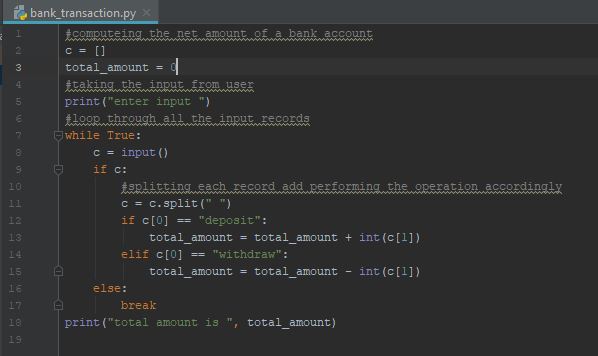 bank_transaction.py
1 #computeing the net amount of a bank account
2 c = []
3 total_amount = 0
4 #taking the input from user
5 print("enter input ")
6 #loop through all the input records
7 while True:
8     c = input()
9     if c:
10         #splitting each record add performing the operation accordingly
11         c = c.split(" ")
12         if c[0] == "deposit":
13             total_amount = total_amount + int(c[1])
14         elif c[0] == "withdraw":
15             total_amount = total_amount - int(c[1])
16     else:
17         break
18 print("total amount is ", total_amount)
19